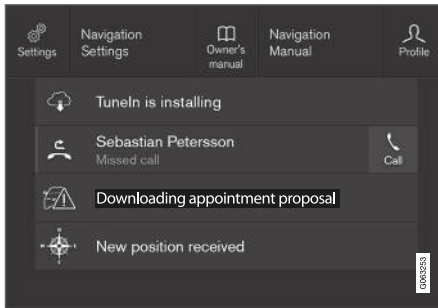 Settings
Navigation
Settings
Owner's
manual
Navigation
Manual
Profile
TuneIn is installing
Sebastian Petersson
Missed call
Call
Downloading appointment proposal
New position received
G063253